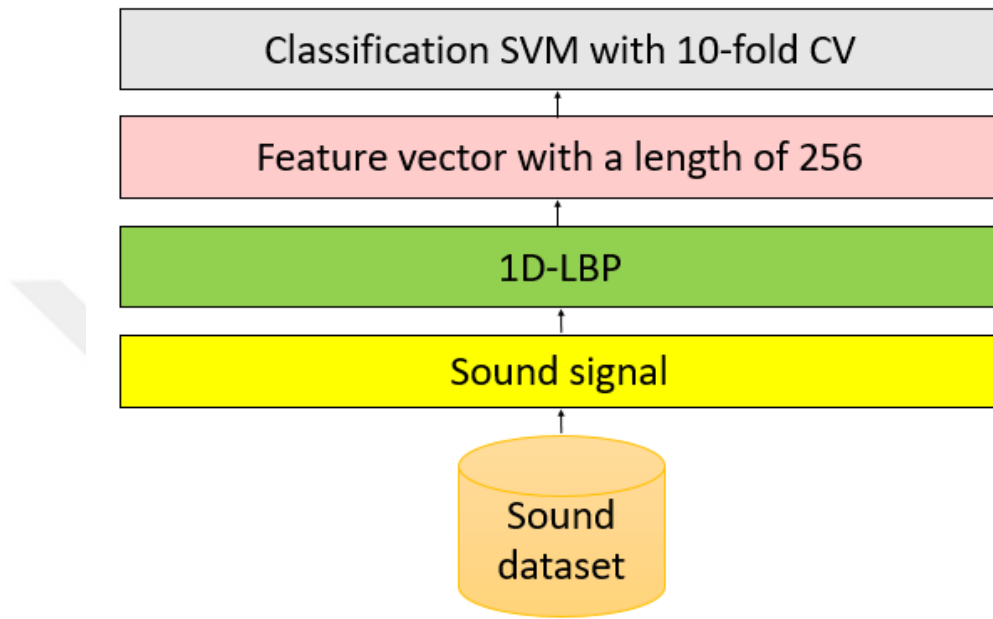 Classification SVM with 10-fold CV
Feature vector with a length of 256
1D-LBP
Sound signal
Sound
dataset